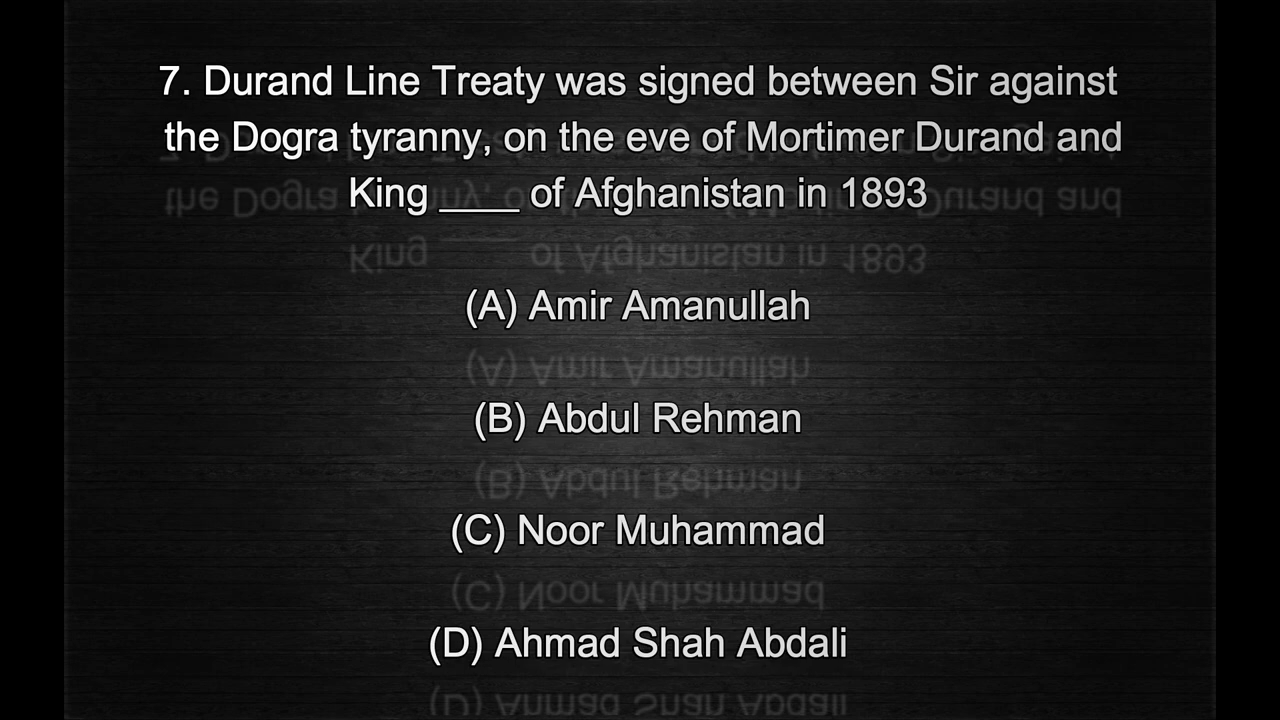 7. Durand Line Treaty was signed between Sir against
the Dogra tyranny, on the eve of Mortimer Durand and
King ____ of Afghanistan in 1893
(A) Amir Amanullah
(B) Abdul Rehman
(C) Noor Muhammad
(D) Ahmad Shah Abdali